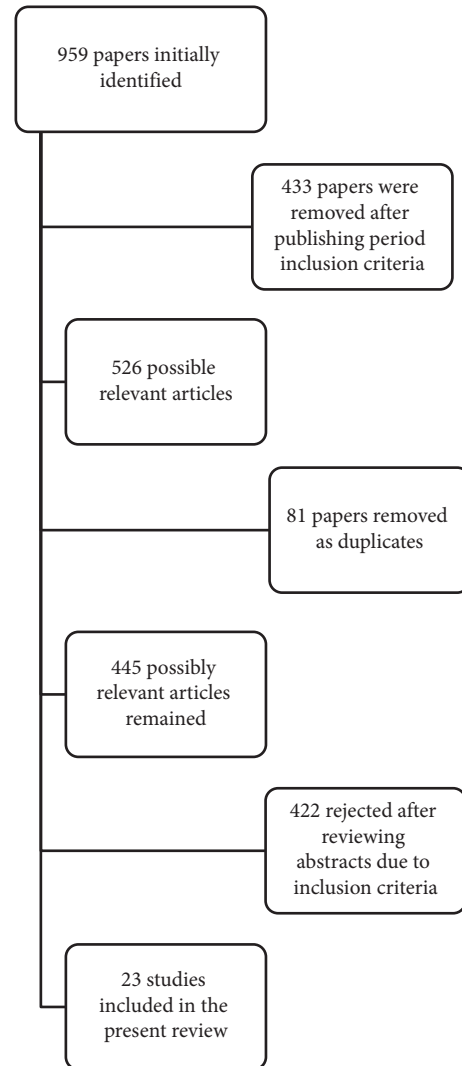 959 papers initially
identified
433 papers were
removed after
publishing period
inclusion criteria
526 possible
relevant articles
81 papers removed
as duplicates
445 possibly
relevant articles
remained
422 rejected after
reviewing
abstracts due to
inclusion criteria
23 studies
included in the
present review